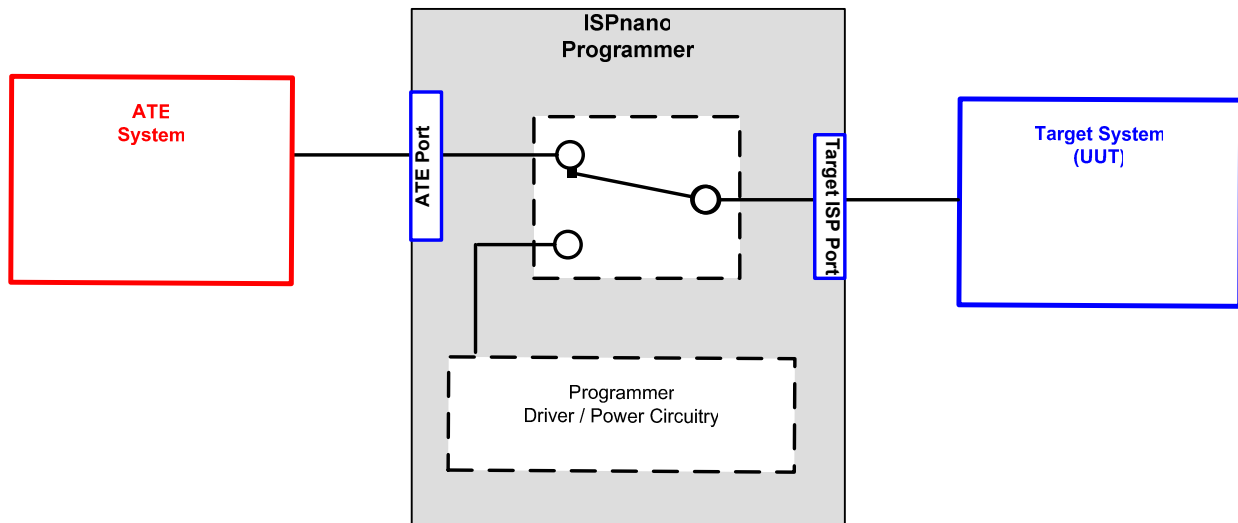 ISPnano
Programmer
ATE
System
ATE Port
Target ISP Port
Target System
(UUT)
Programmer
Driver / Power Circuitry